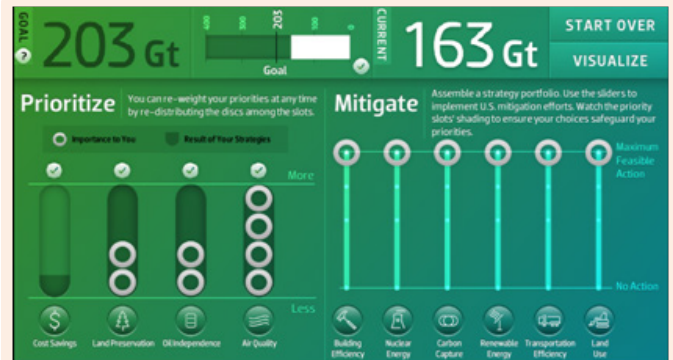 GOAL
?
203 Gt
400
300
203
100
0
Goal
CURRENT
163 Gt
START OVER
VISUALIZE
Prioritize
You can re-weight your priorities at any time
by re-distributing the discs among the slots.
Importance to You
Result of Your Strategies
More
Less
Cost Savings
Land Preservation
Oil Independence
Air Quality
Mitigate
Assemble a strategy portfolio. Use the sliders to
implement U.S. mitigation efforts. Watch the priority
slots' shading to ensure your choices safeguard your
priorities.
Maximum
Feasible
Action
No Action
Building
Efficiency
Nuclear
Energy
Carbon
Capture
Renewable
Energy
Transportation
Efficiency
Land
Use